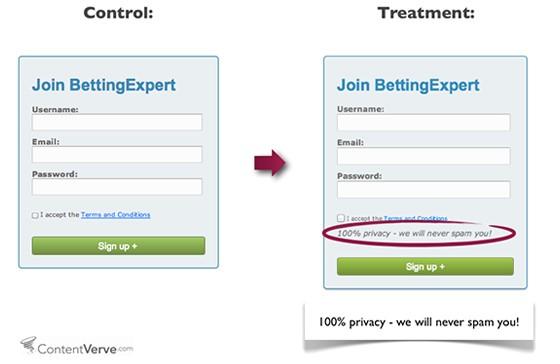 Control:
Join BettingExpert
Username:
Email:
Password:
I accept the Terms and Conditions
Sign up +
Treatment:
Join BettingExpert
Username:
Email:
Password:
I accept the Terms and Conditions
100% privacy - we will never spam you!
Sign up +
100% privacy - we will never spam you!
ContentVerve.com